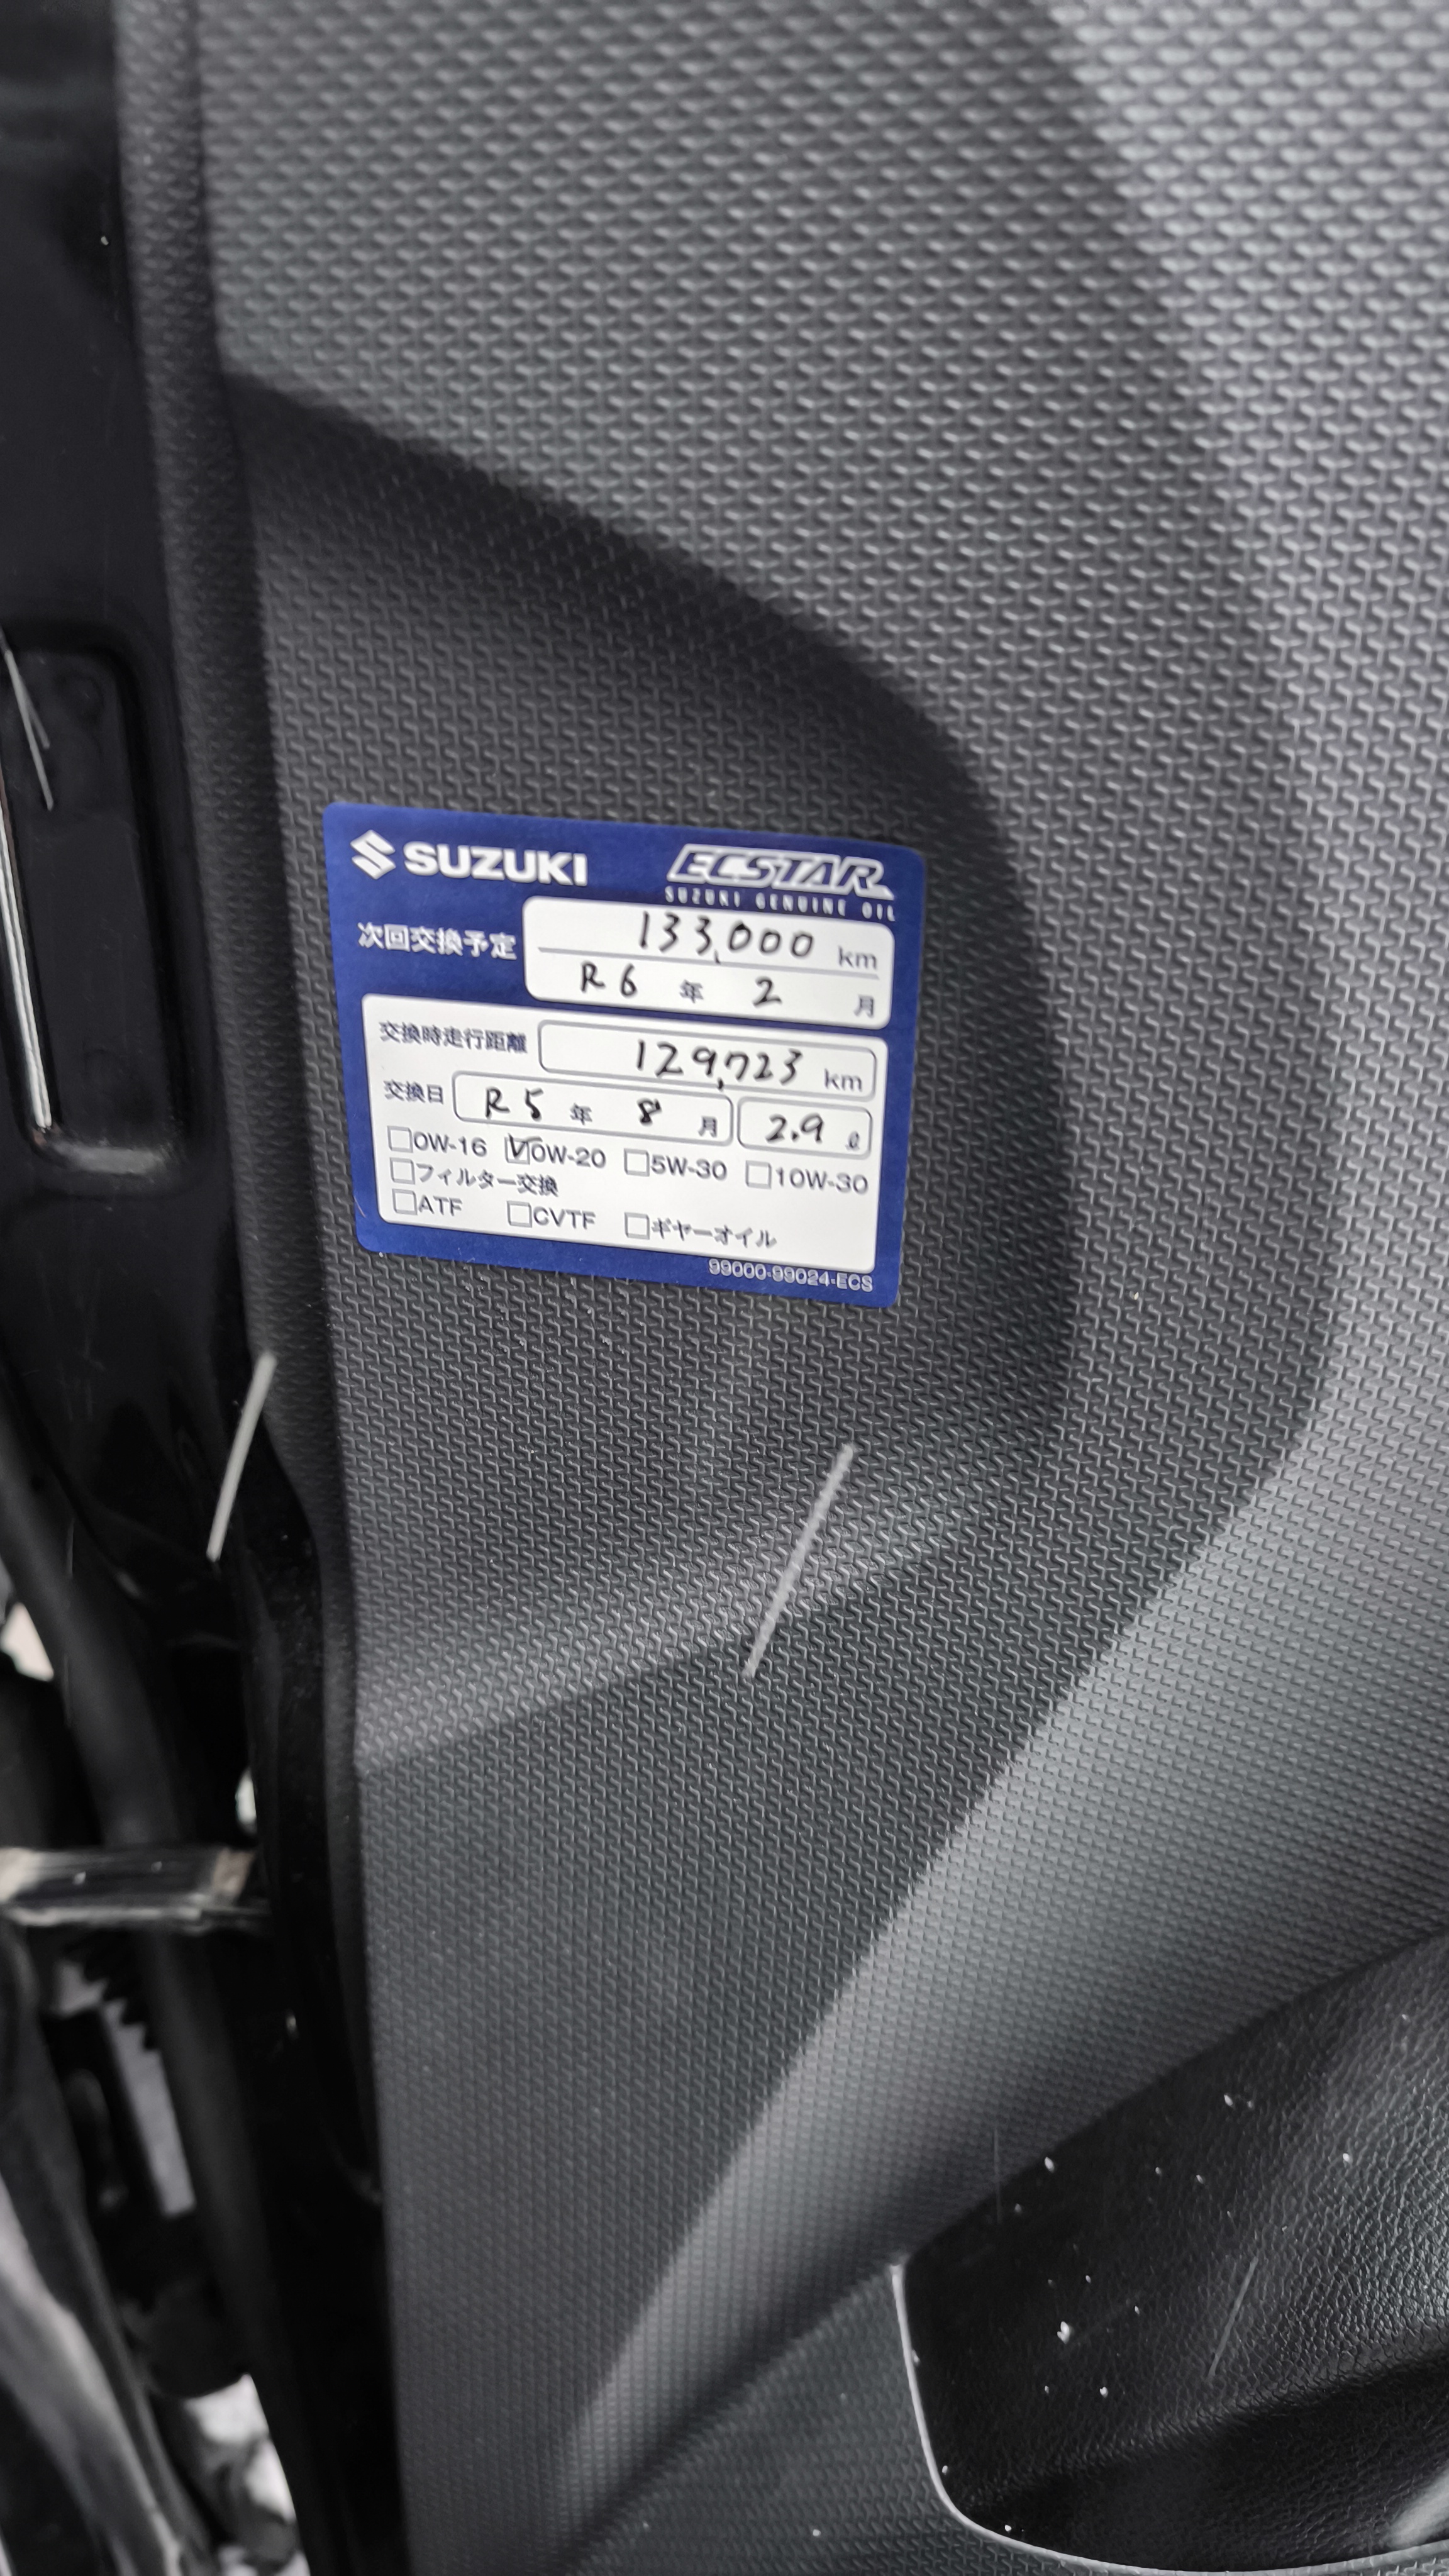 SUZUKI ECSTAR
SUZUKI GENUINE OIL
次回交換予定 133,000 km
R6 年 2 月
交換時走行距離 129,723 km
交換日 R5 年 8 月 2.9 ℓ
□0W-16 ☑0W-20 □5W-30 □10W-30
□フィルター交換
□ATF □CVTF □ギヤーオイル
99000-99024-ECS